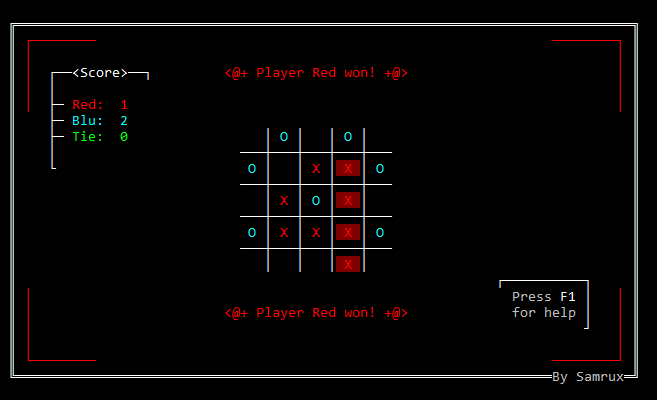 <Score>
<@+ Player Red won! +@>
Red: 1
Blu: 2
Tie: 0
O O
O X X O
X O X
O X X X O
X
Press F1
for help
<@+ Player Red won! +@>
By Samrux